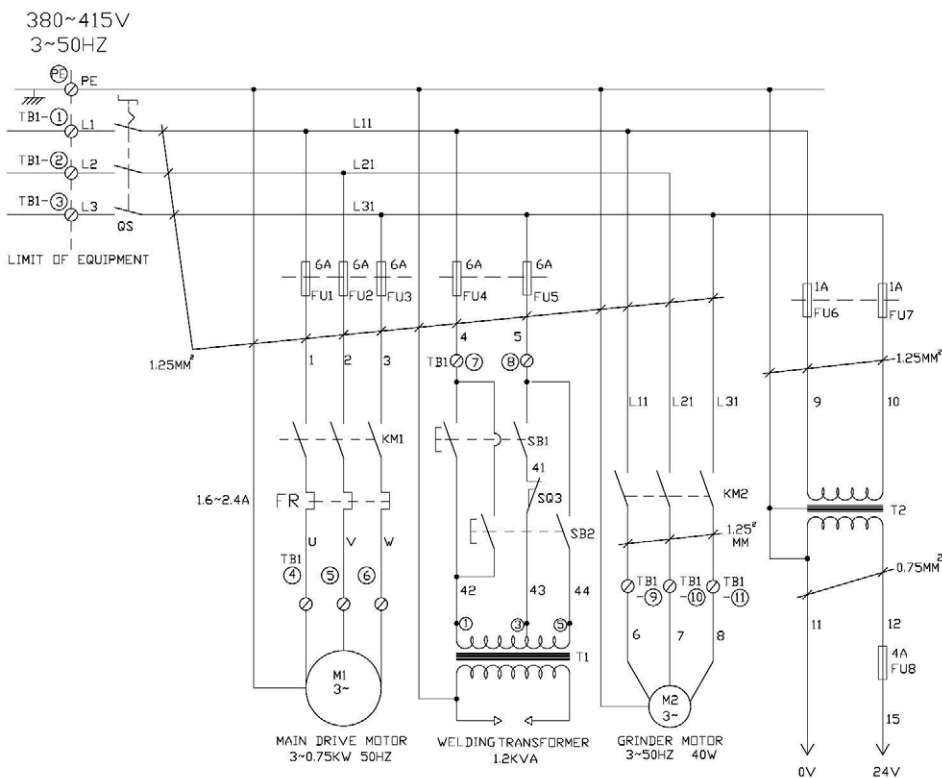 380~415V
3~50HZ
PE
PE
TB1-①
L1
L11
TB1-②
L2
L21
TB1-③
L3
L31
QS
LIMIT OF EQUIPMENT
6A
6A
6A
6A
6A
1A
1A
FU1
FU2
FU3
FU4
FU5
FU6
FU7
1.25MM²
1
2
3
4
5
1.25MM²
TB1
⑦
⑧
9
10
L11
L21
L31
KM1
SB1
41
SQ3
1.6~2.4A
FR
KM2
T2
U
V
W
SB2
1.25²
MM
0.75MM²
TB1
④
⑤
⑥
42
43
44
TB1
-⑨
TB1
-⑩
TB1
-⑪
①
③
⑤
6
7
8
11
12
T1
4A
FU8
M1
3~
M2
3~
15
MAIN DRIVE MOTOR
3~0.75KW 50HZ
WELDING TRANSFORMER
1.2KVA
GRINDER MOTOR
3~50HZ 40W
0V
24V